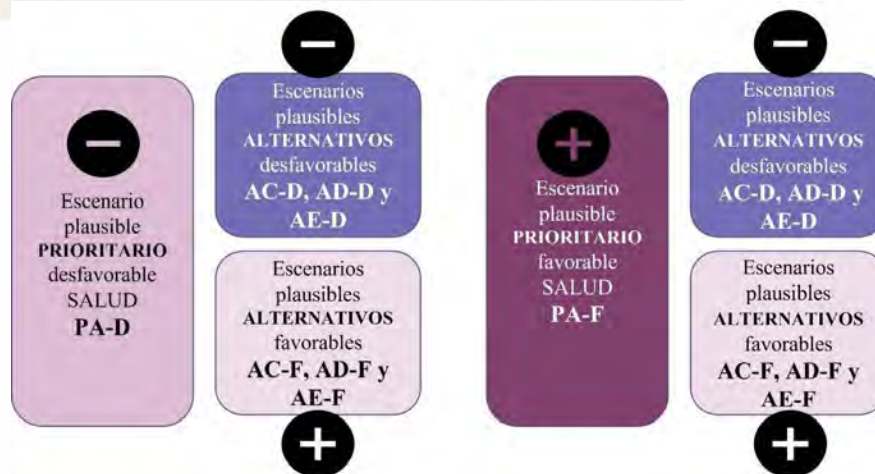 Escenario
plausible
PRIORITARIO
desfavorable
SALUD
PA-D
Escenarios
plausibles
ALTERNATIVOS
desfavorables
AC-D, AD-D y
AE-D
Escenarios
plausibles
ALTERNATIVOS
favorables
AC-F, AD-F y
AE-F
Escenario
plausible
PRIORITARIO
favorable
SALUD
PA-F
Escenarios
plausibles
ALTERNATIVOS
desfavorables
AC-D, AD-D y
AE-D
Escenarios
plausibles
ALTERNATIVOS
favorables
AC-F, AD-F y
AE-F